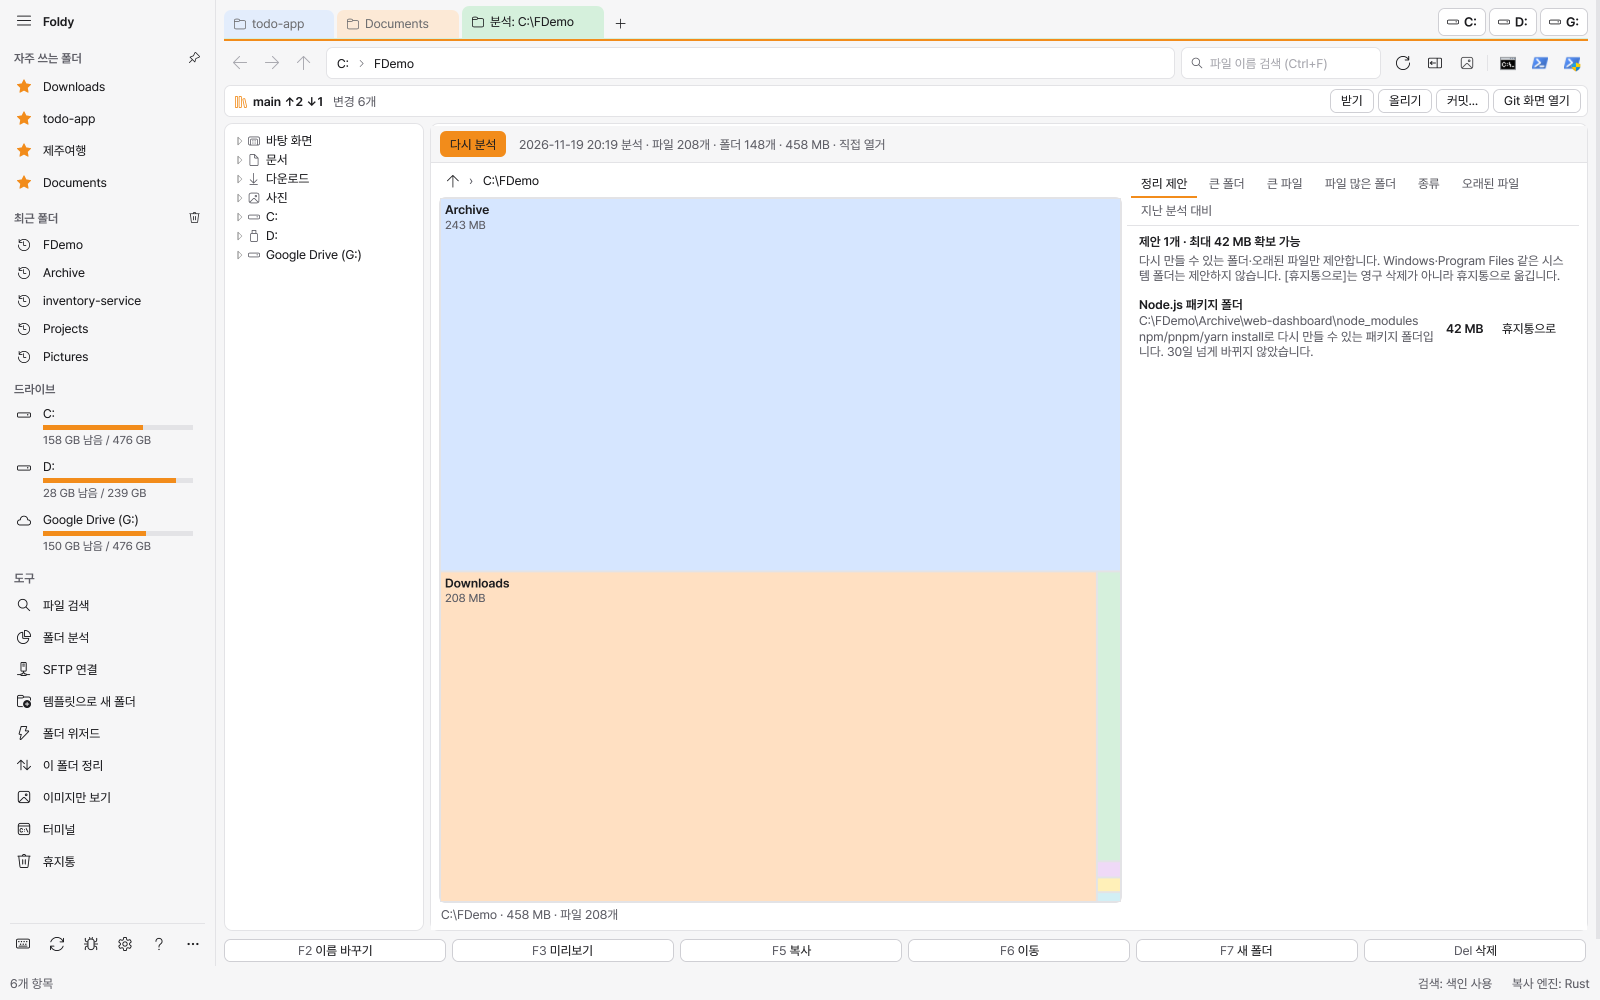 Foldy
자주 쓰는 폴더
Downloads
todo-app
제주여행
Documents
최근 폴더
FDemo
Archive
inventory-service
Projects
Pictures
드라이브
C:
158 GB 남음 / 476 GB
D:
28 GB 남음 / 239 GB
Google Drive (G:)
150 GB 남음 / 476 GB
도구
파일 검색
폴더 분석
SFTP 연결
템플릿으로 새 폴더
폴더 위저드
이 폴더 정리
이미지만 보기
터미널
휴지통
todo-app
Documents
분석: C:\FDemo
C:
D:
G:
C: › FDemo
파일 이름 검색 (Ctrl+F)
main ↑2 ↓1 변경 6개
받기
올리기
커밋...
Git 화면 열기
바탕 화면
문서
다운로드
사진
C:
D:
Google Drive (G:)
다시 분석
2026-11-19 20:19 분석 · 파일 208개 · 폴더 148개 · 458 MB · 직접 열거
› C:\FDemo
Archive
243 MB
Downloads
208 MB
C:\FDemo · 458 MB · 파일 208개
정리 제안
큰 폴더
큰 파일
파일 많은 폴더
종류
오래된 파일
지난 분석 대비
제안 1개 · 최대 42 MB 확보 가능
다시 만들 수 있는 폴더·오래된 파일만 제안합니다. Windows·Program Files 같은 시스
템 폴더는 제안하지 않습니다. [휴지통으로]는 영구 삭제가 아니라 휴지통으로 옮깁니다.
Node.js 패키지 폴더
C:\FDemo\Archive\web-dashboard\node_modules
npm/pnpm/yarn install로 다시 만들 수 있는 패키지 폴더입
니다. 30일 넘게 바뀌지 않았습니다.
42 MB
휴지통으로
F2 이름 바꾸기
F3 미리보기
F5 복사
F6 이동
F7 새 폴더
Del 삭제
6개 항목
검색: 색인 사용
복사 엔진: Rust